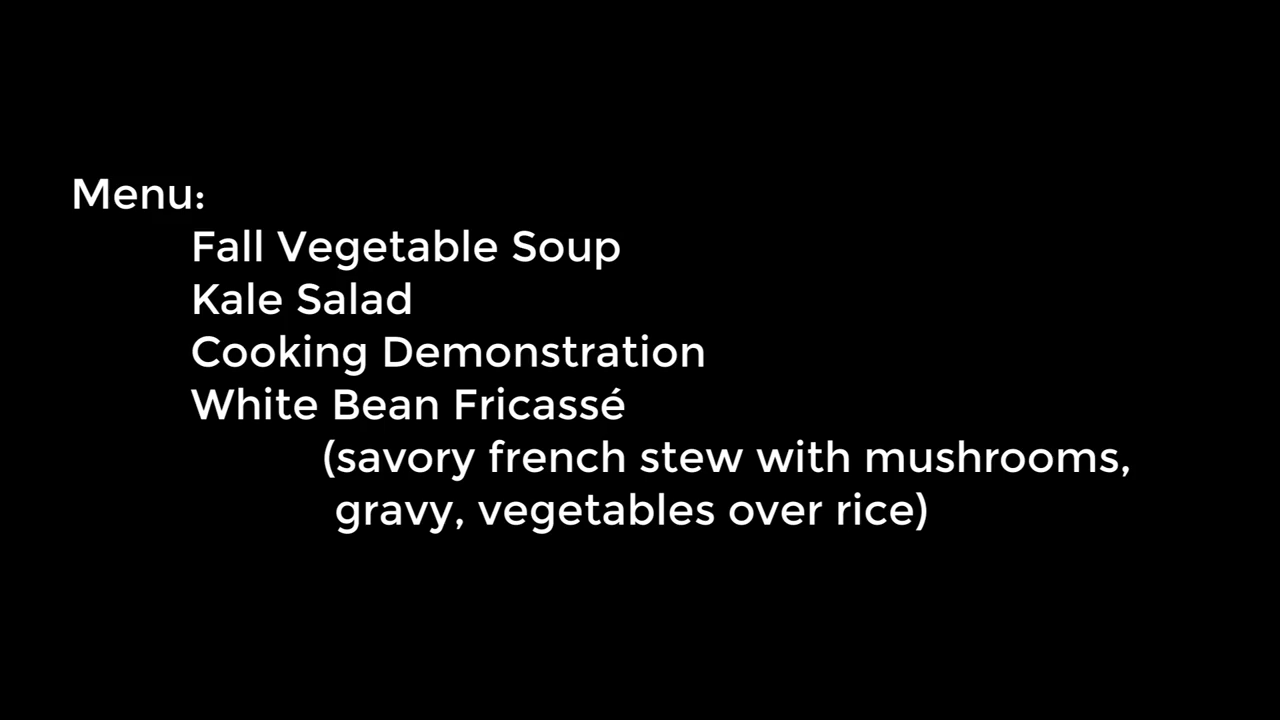 Menu:
Fall Vegetable Soup
Kale Salad
Cooking Demonstration
White Bean Fricassé
(savory french stew with mushrooms,
gravy, vegetables over rice)